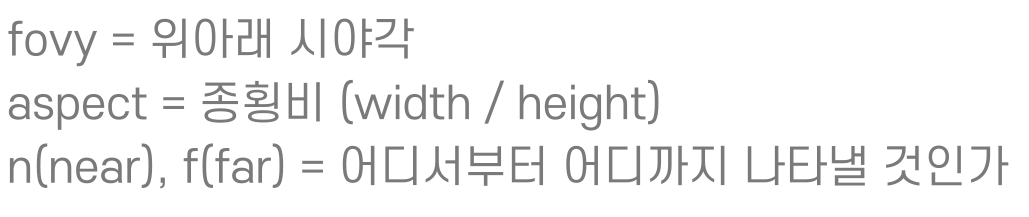 fovy = 위아래 시야각
aspect = 종횡비 (width / height)
n(near), f(far) = 어디서부터 어디까지 나타낼 것인가